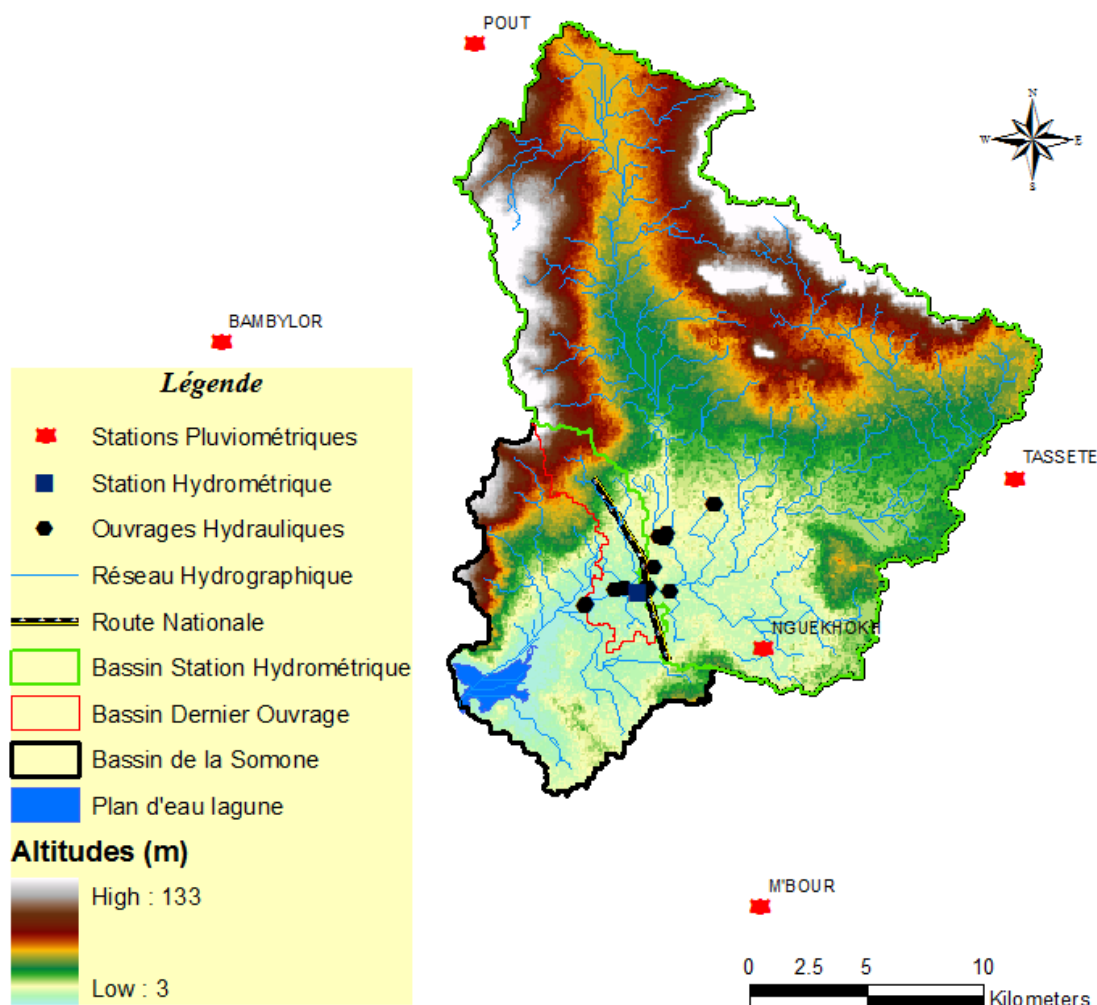 POUT
N
W
E
S
BAMBYLOR
Légende
Stations Pluviométriques
Station Hydrométrique
Ouvrages Hydrauliques
Réseau Hydrographique
Route Nationale
Bassin Station Hydrométrique
Bassin Dernier Ouvrage
Bassin de la Somone
Plan d'eau lagune
Altitudes (m)
High : 133
Low : 3
TASSETE
NGUEKHOKH
M'BOUR
0 2.5 5 10
Kilometers